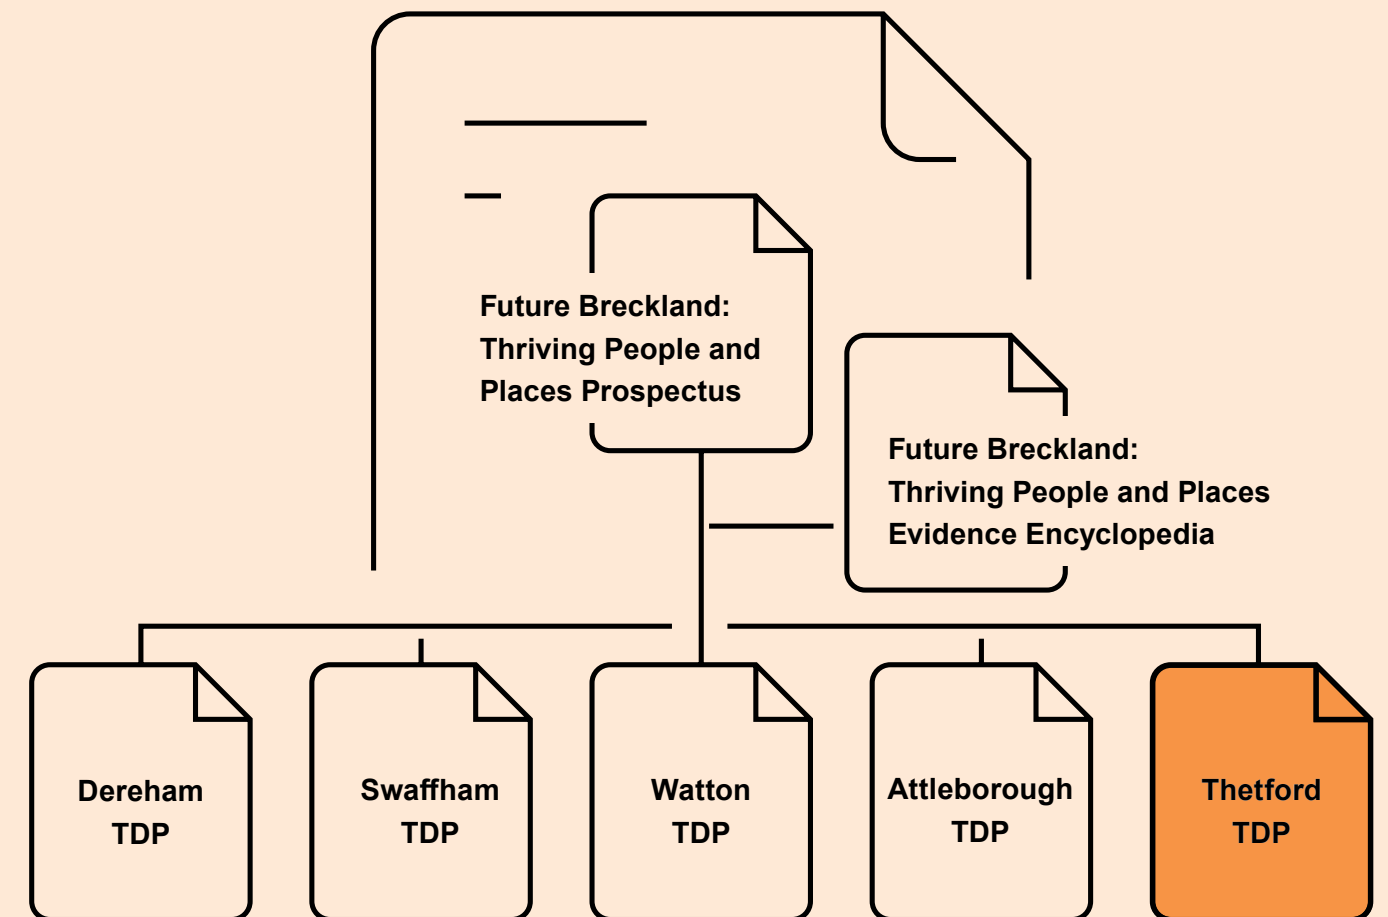 Future Breckland:
Thriving People and
Places Prospectus
Future Breckland:
Thriving People and Places
Evidence Encyclopedia
Dereham
TDP
Swaffham
TDP
Watton
TDP
Attleborough
TDP
Thetford
TDP